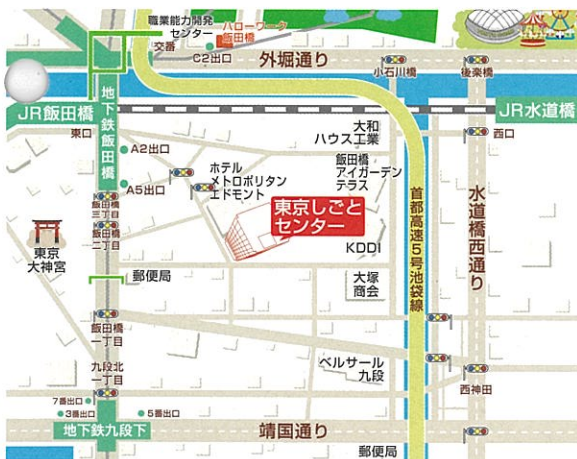 職業能力開発
センター
交番
ハローワーク
飯田橋
C2出口
外堀通り
小石川橋
後楽橋
JR飯田橋
東口
地下鉄飯田橋
JR水道橋
西口
A2出口
A5出口
大和
ハウス工業
ホテル
メトロポリタン
エドモント
飯田橋
アイガーデン
テラス
飯田橋
三丁目
飯田橋
二丁目
東京
大神宮
東京しごと
センター
KDDI
首都高速5号池袋線
水道橋西通り
郵便局
大塚
商会
飯田橋
一丁目
九段北
一丁目
ベルサール
九段
西神田
7番出口
3番出口
5番出口
地下鉄九段下
靖国通り
郵便局